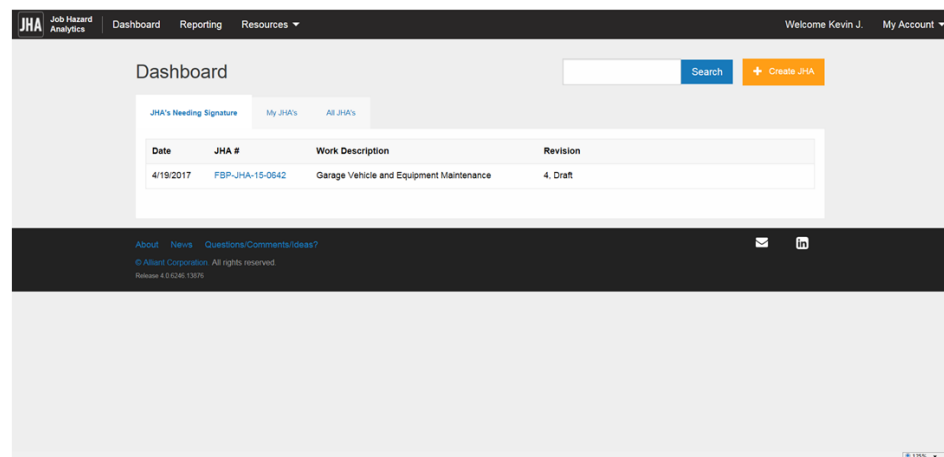 JHA Job Hazard Analytics Dashboard Reporting Resources Welcome Kevin J. My Account
Dashboard Search + Create JHA
JHA's Needing Signature My JHA's All JHA's
Date JHA # Work Description Revision
4/19/2017 FBP-JHA-15-0642 Garage Vehicle and Equipment Maintenance 4, Draft
About News Questions/Comments/Ideas?
© Alliant Corporation. All rights reserved.
Release 4.0.6246.13876
125%